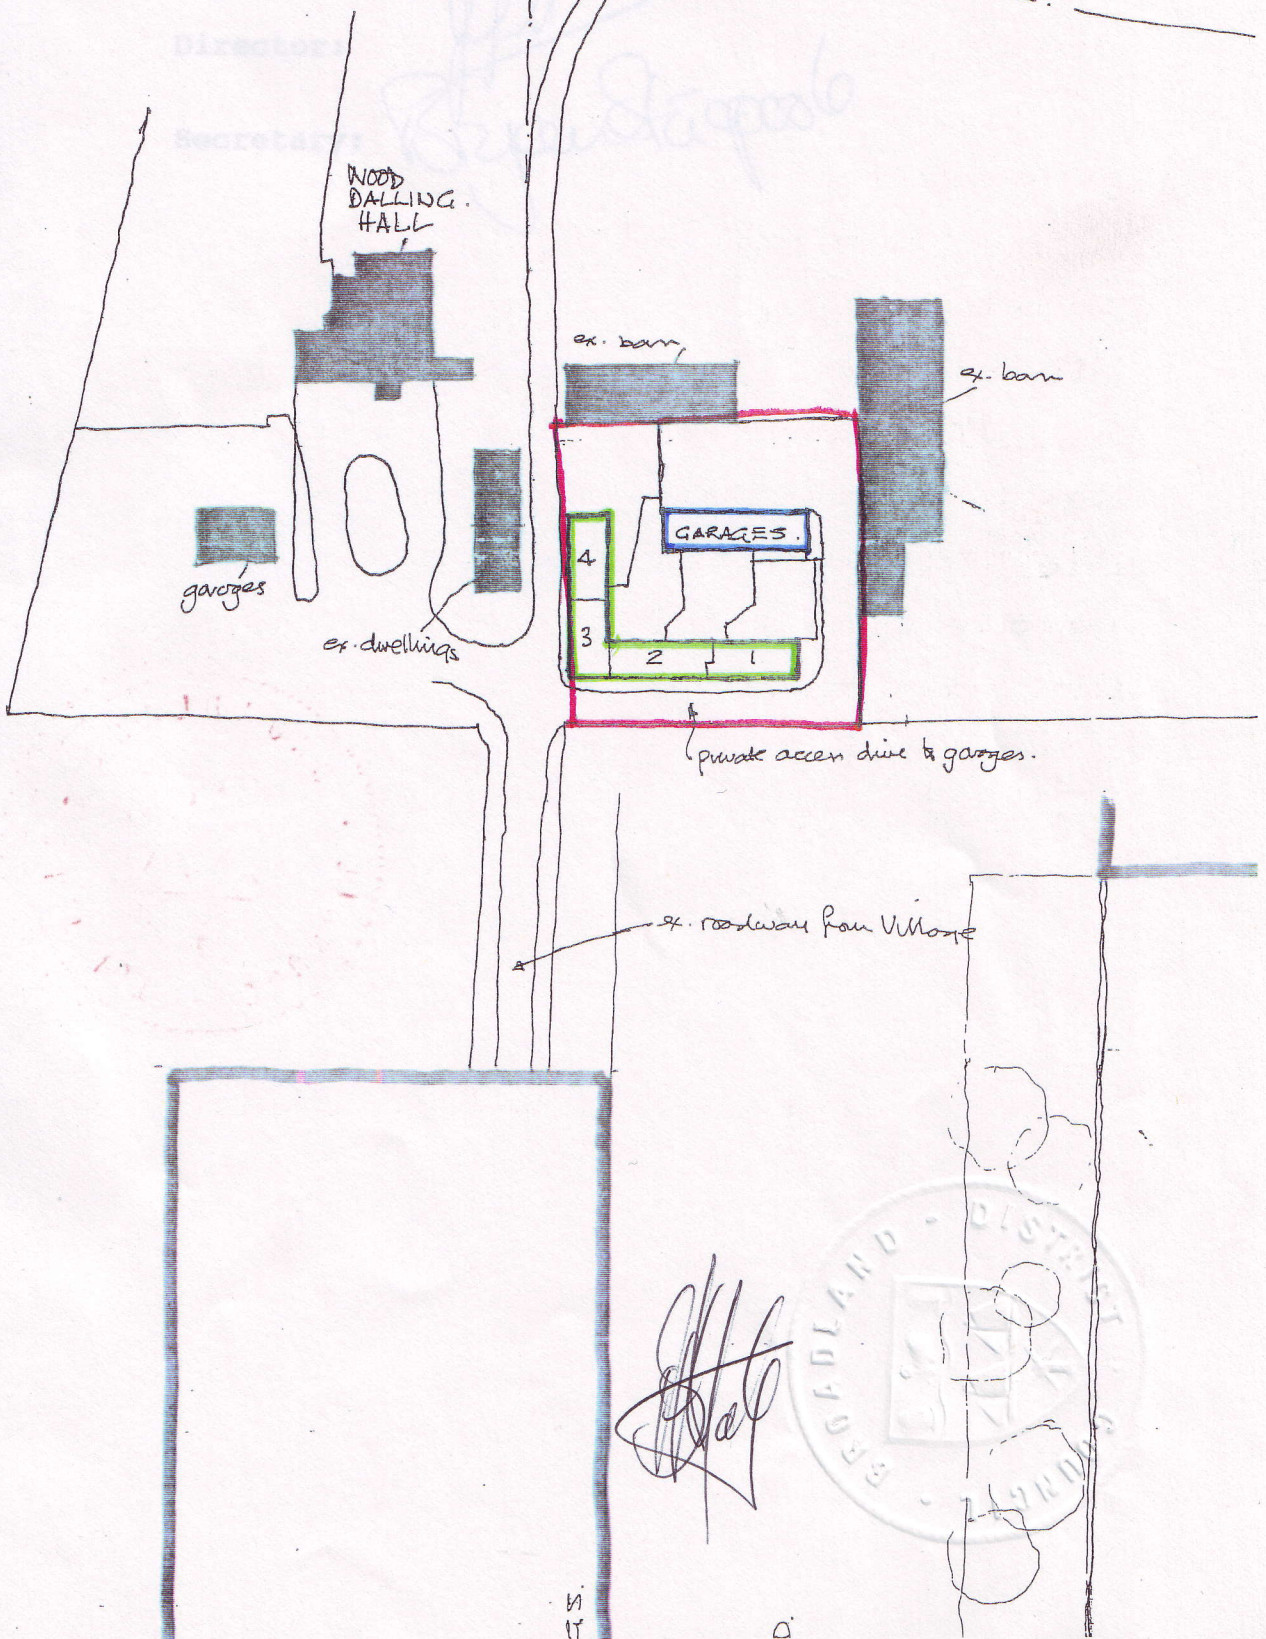 Director:
Secretary:
WOOD
DALLING.
HALL
ex. barn
ex. barn
GARAGES.
4
garages
3
ex. dwellings
2
1
private access drive to garages.
ex. roadway from Village
BROADLAND · DISTRICT COUNCIL ·